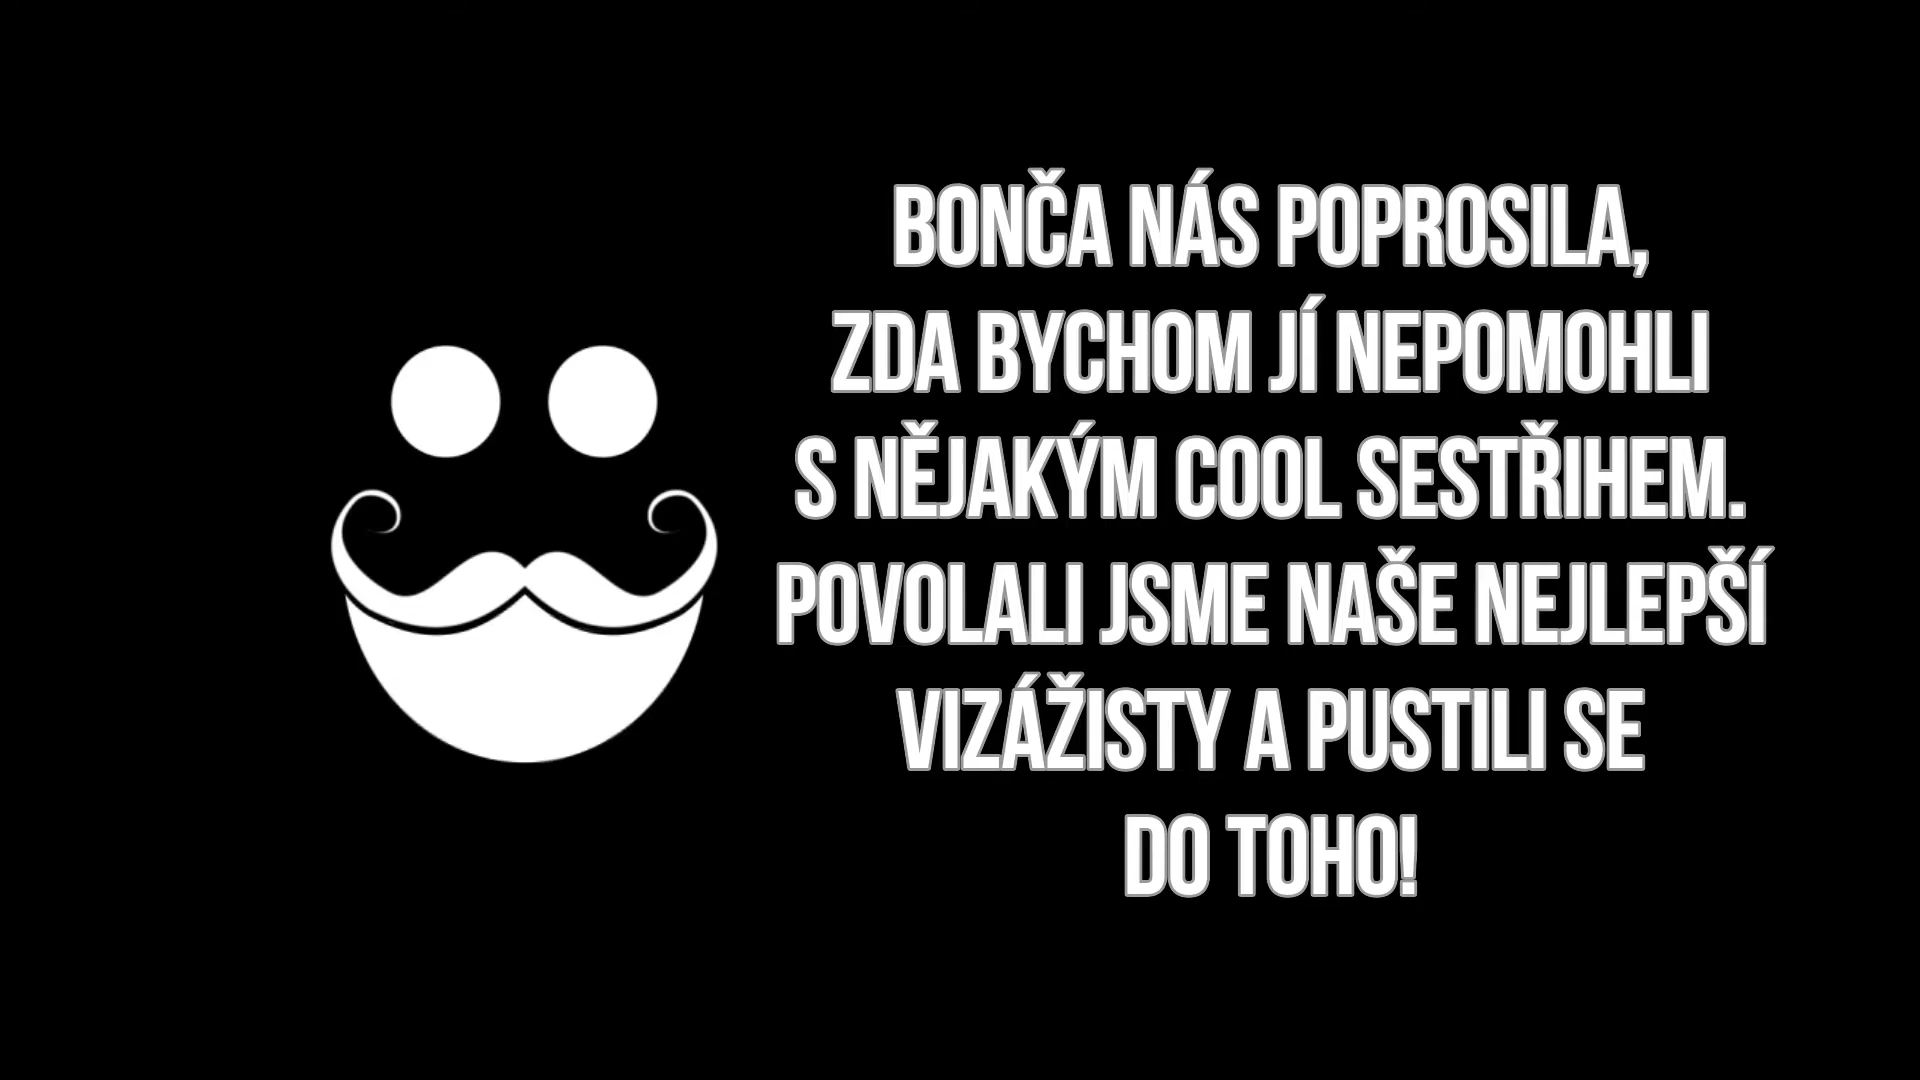 BONČA NÁS POPROSILA,
ZDA BYCHOM JÍ NEPOMOHLI
S NĚJAKÝM COOL SESTŘIHEM.
POVOLALI JSME NAŠE NEJLEPŠÍ
VIZÁŽISTY A PUSTILI SE
DO TOHO!